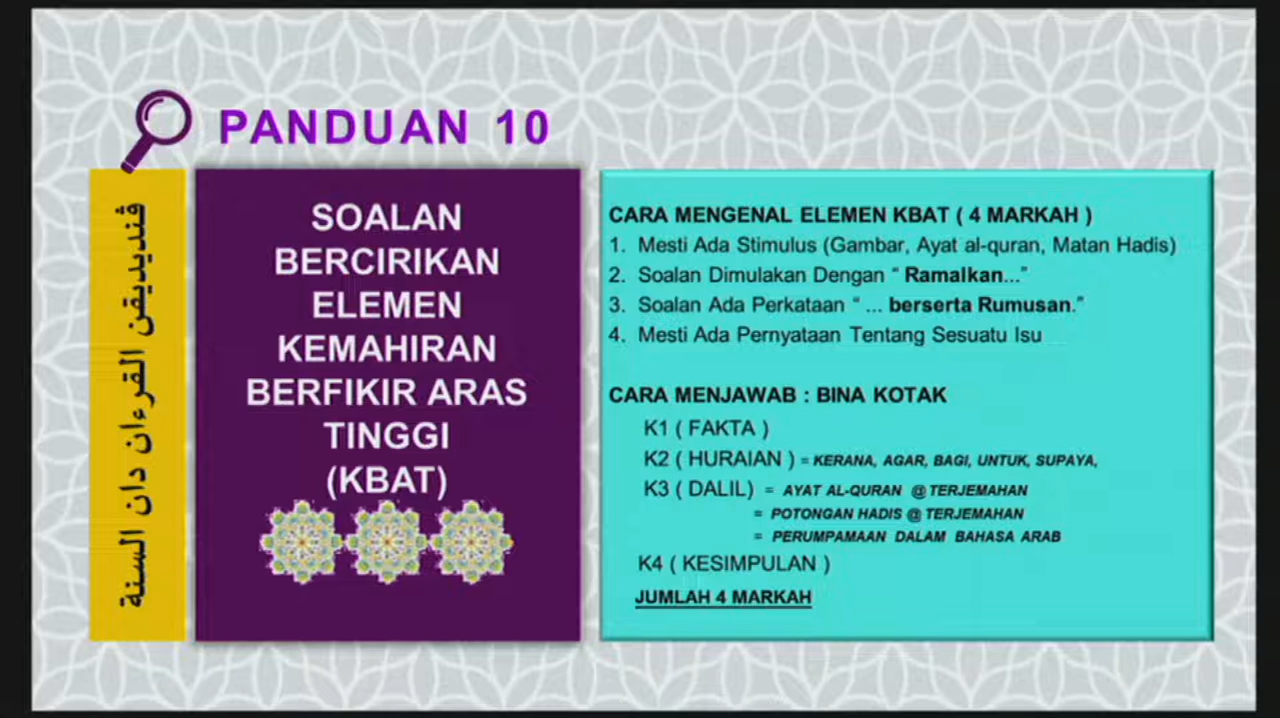 PANDUAN 10
ڤنديديقن القرءان دان السنة
SOALAN
BERCIRIKAN
ELEMEN
KEMAHIRAN
BERFIKIR ARAS
TINGGI
(KBAT)
CARA MENGENAL ELEMEN KBAT ( 4 MARKAH )
1. Mesti Ada Stimulus (Gambar, Ayat al-quran, Matan Hadis)
2. Soalan Dimulakan Dengan “ Ramalkan...”
3. Soalan Ada Perkataan “ ... berserta Rumusan.”
4. Mesti Ada Pernyataan Tentang Sesuatu Isu
CARA MENJAWAB : BINA KOTAK
K1 ( FAKTA )
K2 ( HURAIAN ) = KERANA, AGAR, BAGI, UNTUK, SUPAYA,
K3 ( DALIL) = AYAT AL-QURAN @ TERJEMAHAN
= POTONGAN HADIS @ TERJEMAHAN
= PERUMPAMAAN DALAM BAHASA ARAB
K4 ( KESIMPULAN )
JUMLAH 4 MARKAH